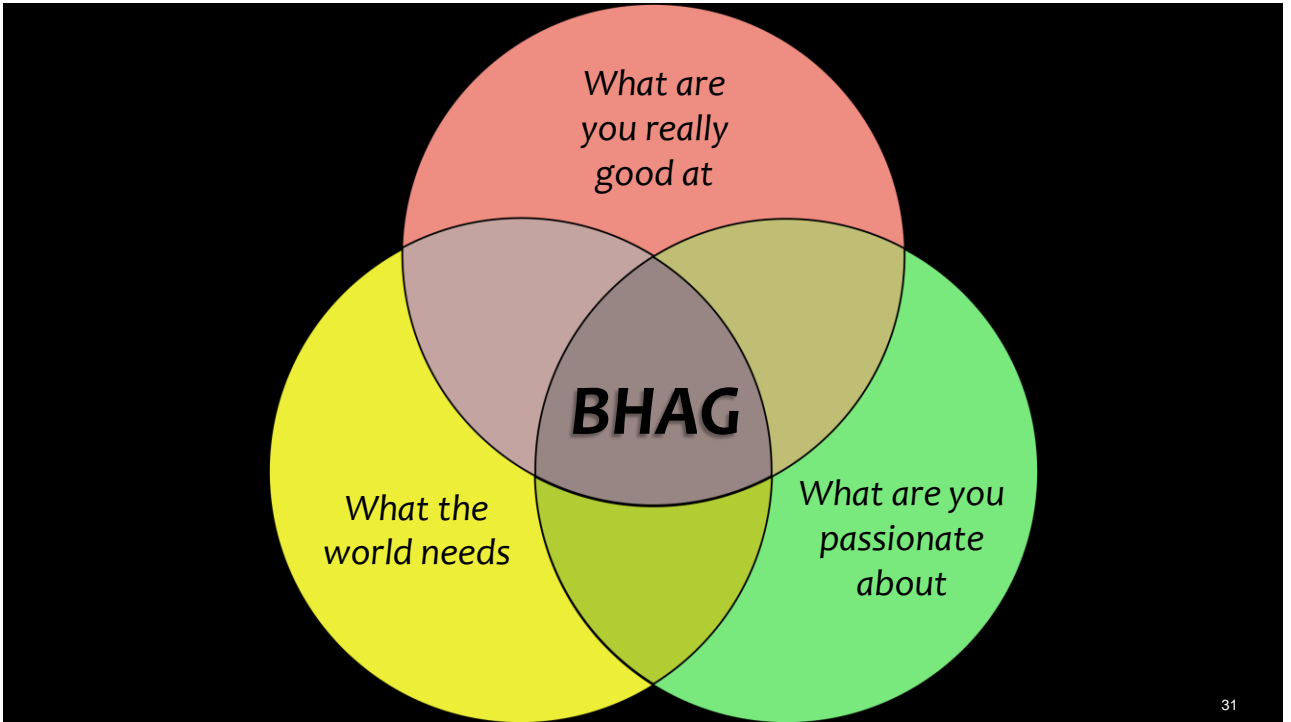 What are
you really
good at
BHAG
What the
world needs
What are you
passionate
about
31